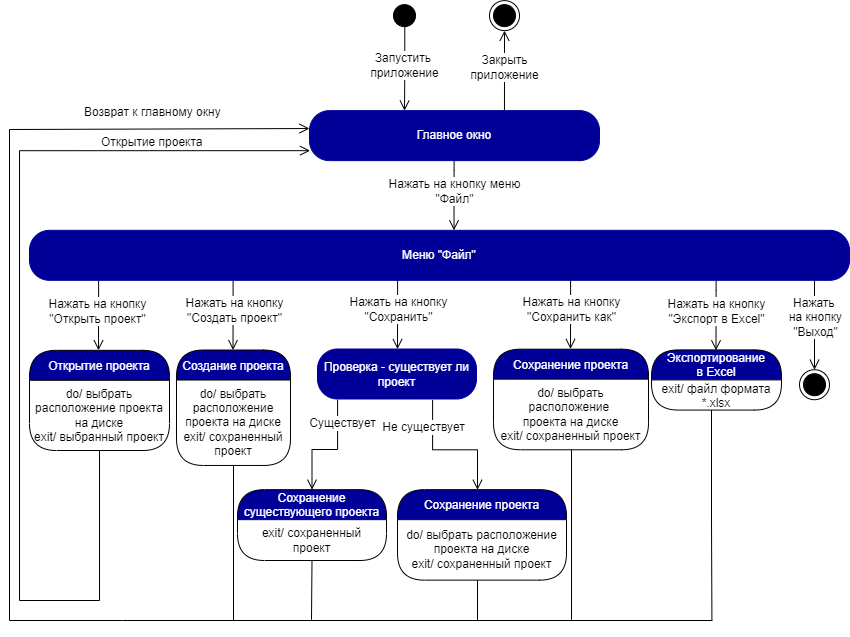 Запустить
приложение
Закрыть
приложение
Возврат к главному окну
Главное окно
Открытие проекта
Нажать на кнопку меню
"Файл"
Меню "Файл"
Нажать на кнопку
"Открыть проект"
Нажать на кнопку
"Создать проект"
Нажать на кнопку
"Сохранить"
Нажать на кнопку
"Сохранить как"
Нажать на кнопку
"Экспорт в Excel"
Нажать
на кнопку
"Выход"
Открытие проекта
do/ выбрать
расположение проекта
на диске
exit/ выбранный проект
Создание проекта
do/ выбрать
расположение
проекта на диске
exit/ сохраненный
проект
Проверка - существует ли
проект
Сохранение проекта
do/ выбрать
расположение
проекта на диске
exit/ сохраненный проект
Экспортирование
в Excel
exit/ файл формата
*.xlsx
Существует
Не существует
Сохранение
существующего проекта
exit/ сохраненный
проект
Сохранение проекта
do/ выбрать расположение
проекта на диске
exit/ сохраненный проект